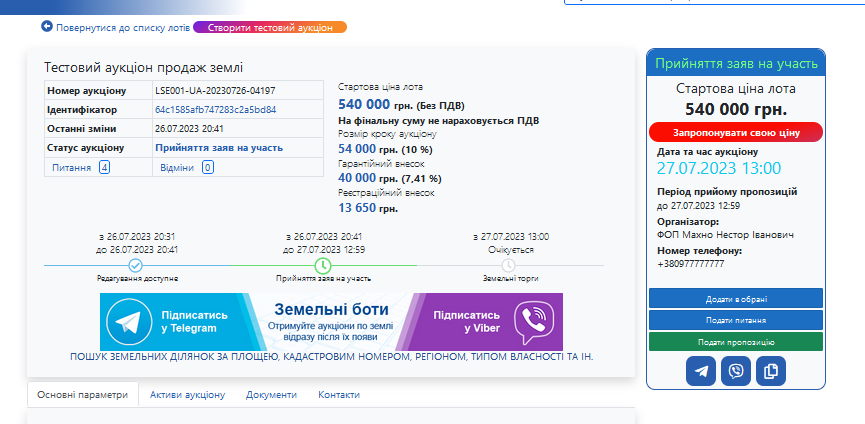 Повернутися до списку лотів Створити тестовий аукціон
Тестовий аукціон продаж землі
Номер аукціону LSE001-UA-20230726-04197
Ідентифікатор 64c1585afb747283c2a5bd84
Останні зміни 26.07.2023 20:41
Статус аукціону Прийняття заяв на участь
Питання 4 Відміни 0
Стартова ціна лота
540 000 грн. (Без ПДВ)
На фінальну суму не нараховується ПДВ
Розмір кроку аукціону
54 000 грн. (10 %)
Гарантійний внесок
40 000 грн. (7,41 %)
Реєстраційний внесок
13 650 грн.
з 26.07.2023 20:31
до 26.07.2023 20:41
Редагування доступне
з 26.07.2023 20:41
до 27.07.2023 12:59
Прийняття заяв на участь
з 27.07.2023 13:00
Очікується
Земельні торги
Підписатись
у Telegram
Земельні боти
Отримуйте аукціони по землі
відразу після їх появи
Підписатись
у Viber
ПОШУК ЗЕМЕЛЬНИХ ДІЛЯНОК ЗА ПЛОЩЕЮ, КАДАСТРОВИМ НОМЕРОМ, РЕГІОНОМ, ТИПОМ ВЛАСНОСТІ ТА ІН.
Основні параметри Активи аукціону Документи Контакти
Прийняття заяв на участь
Стартова ціна лота
540 000 грн.
Запропонувати свою ціну
Дата та час аукціону
27.07.2023 13:00
Період прийому пропозицій
до 27.07.2023 12:59
Організатор:
ФОП Махно Нестор Іванович
Номер телефону:
+380977777777
Додати в обрані
Подати питання
Подати пропозицію